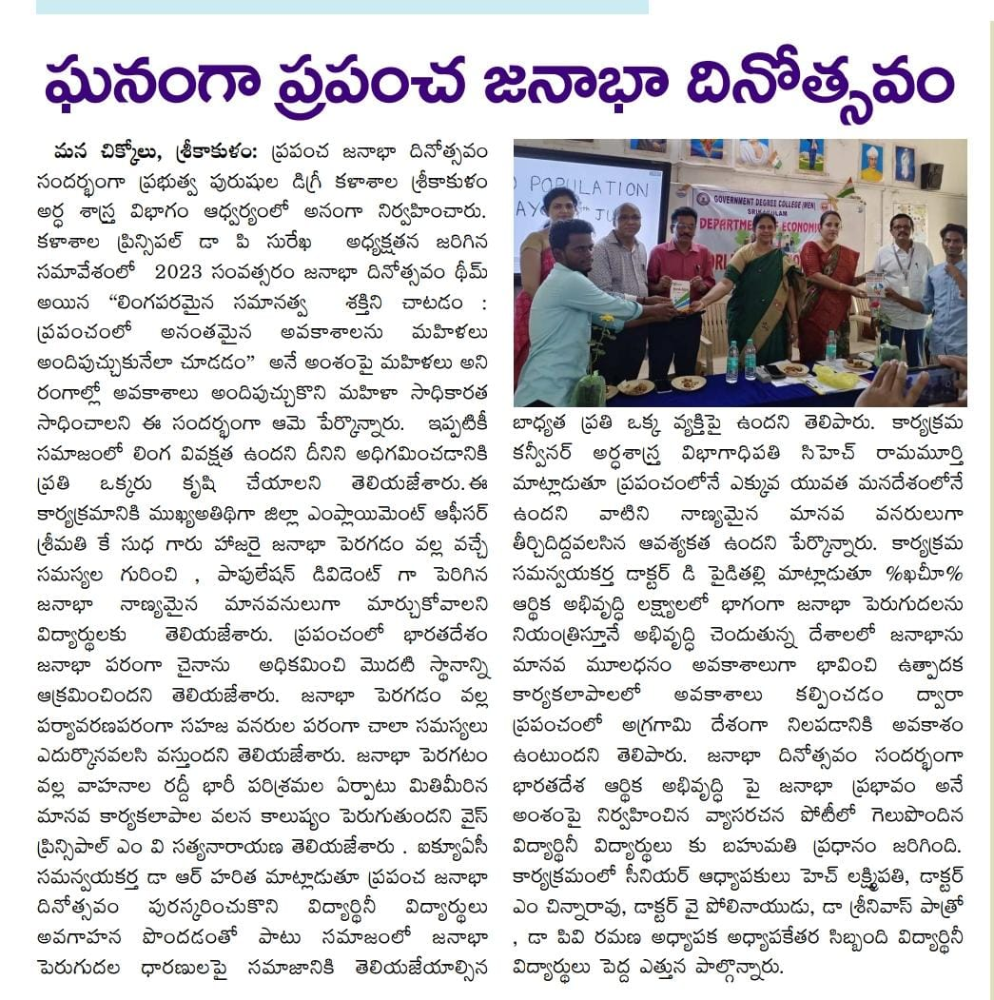 ఘనంగా ప్రపంచ జనాభా దినోత్సవం
మన చిక్కోలు, శ్రీకాకుళం: ప్రపంచ జనాభా దినోత్సవం
సందర్భంగా ప్రభుత్వ పురుషుల డిగ్రీ కళాశాల శ్రీకాకుళం
అర్ధ శాస్త్ర విభాగం ఆధ్వర్యంలో అనంగా నిర్వహించారు.
కళాశాల ప్రిన్సిపల్ డా పి సురేఖ అధ్యక్షతన జరిగిన
సమావేశంలో 2023 సంవత్సరం జనాభా దినోత్సవం థీమ్
అయిన “లింగపరమైన సమానత్వ శక్తిని చాటడం :
ప్రపంచంలో అనంతమైన అవకాశాలను మహిళలు
అందిపుచ్చుకునేలా చూడడం” అనే అంశంపై మహిళలు అని
రంగాల్లో అవకాశాలు అందిపుచ్చుకొని మహిళా సాధికారత
సాధించాలని ఈ సందర్భంగా ఆమె పేర్కొన్నారు. ఇప్పటికీ
సమాజంలో లింగ వివక్షత ఉందని దీనిని అధిగమించడానికి
ప్రతి ఒక్కరు కృషి చేయాలని తెలియజేశారు.ఈ
కార్యక్రమానికి ముఖ్యఅతిథిగా జిల్లా ఎంప్లాయిమెంట్ ఆఫీసర్
శ్రీమతి కే సుధ గారు హాజరై జనాభా పెరగడం వల్ల వచ్చే
సమస్యల గురించి , పాపులేషన్ డివిడెంట్ గా పెరిగిన
జనాభా నాణ్యమైన మానవనులుగా మార్చుకోవాలని
విద్యార్థులకు తెలియజేశారు. ప్రపంచంలో భారతదేశం
జనాభా పరంగా చైనాను అధికమించి మొదటి స్థానాన్ని
ఆక్రమించిందని తెలియజేశారు. జనాభా పెరగడం వల్ల
పర్యావరణపరంగా సహజ వనరుల పరంగా చాలా సమస్యలు
ఎదుర్కొనవలసి వస్తుందని తెలియజేశారు. జనాభా పెరగటం
వల్ల వాహనాల రద్దీ భారీ పరిశ్రమల ఏర్పాటు మితిమీరిన
మానవ కార్యకలాపాల వలన కాలుష్యం పెరుగుతుందని వైస్
ప్రిన్సిపాల్ ఎం వి సత్యనారాయణ తెలియజేశారు . ఐక్యూఏసీ
సమన్వయకర్త డా ఆర్ హరిత మాట్లాడుతూ ప్రపంచ జనాభా
దినోత్సవం పురస్కరించుకొని విద్యార్థినీ విద్యార్థులు
అవగాహన పొందడంతో పాటు సమాజంలో జనాభా
పెరుగుదల ధారణులపై సమాజానికి తెలియజేయాల్సిన
POPULATION
GOVERNMENT DEGREE COLLEGE (MEN)
SRIKAKULAM
DEPARTMENT OF ECONOMIC
బాధ్యత ప్రతి ఒక్క వ్యక్తిపై ఉందని తెలిపారు. కార్యక్రమ
కన్వీనర్ అర్ధశాస్త్ర విభాగాధిపతి సిహెచ్ రామమూర్తి
మాట్లాడుతూ ప్రపంచంలోనే ఎక్కువ యువత మనదేశంలోనే
ఉందని వాటిని నాణ్యమైన మానవ వనరులుగా
తీర్చిదిద్దవలసిన ఆవశ్యకత ఉందని పేర్కొన్నారు. కార్యక్రమ
సమన్వయకర్త డాక్టర్ డి పైడితల్లి మాట్లాడుతూ %ఖచీూ%
ఆర్థిక అభివృద్ధి లక్ష్యాలలో భాగంగా జనాభా పెరుగుదలను
నియంత్రిస్తూనే అభివృద్ధి చెందుతున్న దేశాలలో జనాభాను
మానవ మూలధనం అవకాశాలుగా భావించి ఉత్పాదక
కార్యకలాపాలలో అవకాశాలు కల్పించడం ద్వారా
ప్రపంచంలో అగ్రగామి దేశంగా నిలపడానికి అవకాశం
ఉంటుందని తెలిపారు. జనాభా దినోత్సవం సందర్భంగా
భారతదేశ ఆర్థిక అభివృద్ధి పై జనాభా ప్రభావం అనే
అంశంపై నిర్వహించిన వ్యాసరచన పోటీలో గెలుపొందిన
విద్యార్థినీ విద్యార్థులు కు బహుమతి ప్రధానం జరిగింది.
కార్యక్రమంలో సీనియర్ ఆధ్యాపకులు హెచ్ లక్ష్మిపతి, డాక్టర్
ఎం చిన్నారావు, డాక్టర్ వై పోలినాయుడు, డా శ్రీనివాస్ పాత్రో
, డా పివి రమణ అధ్యాపక అధ్యాపకేతర సిబ్బంది విద్యార్థినీ
విద్యార్థులు పెద్ద ఎత్తున పాల్గొన్నారు.